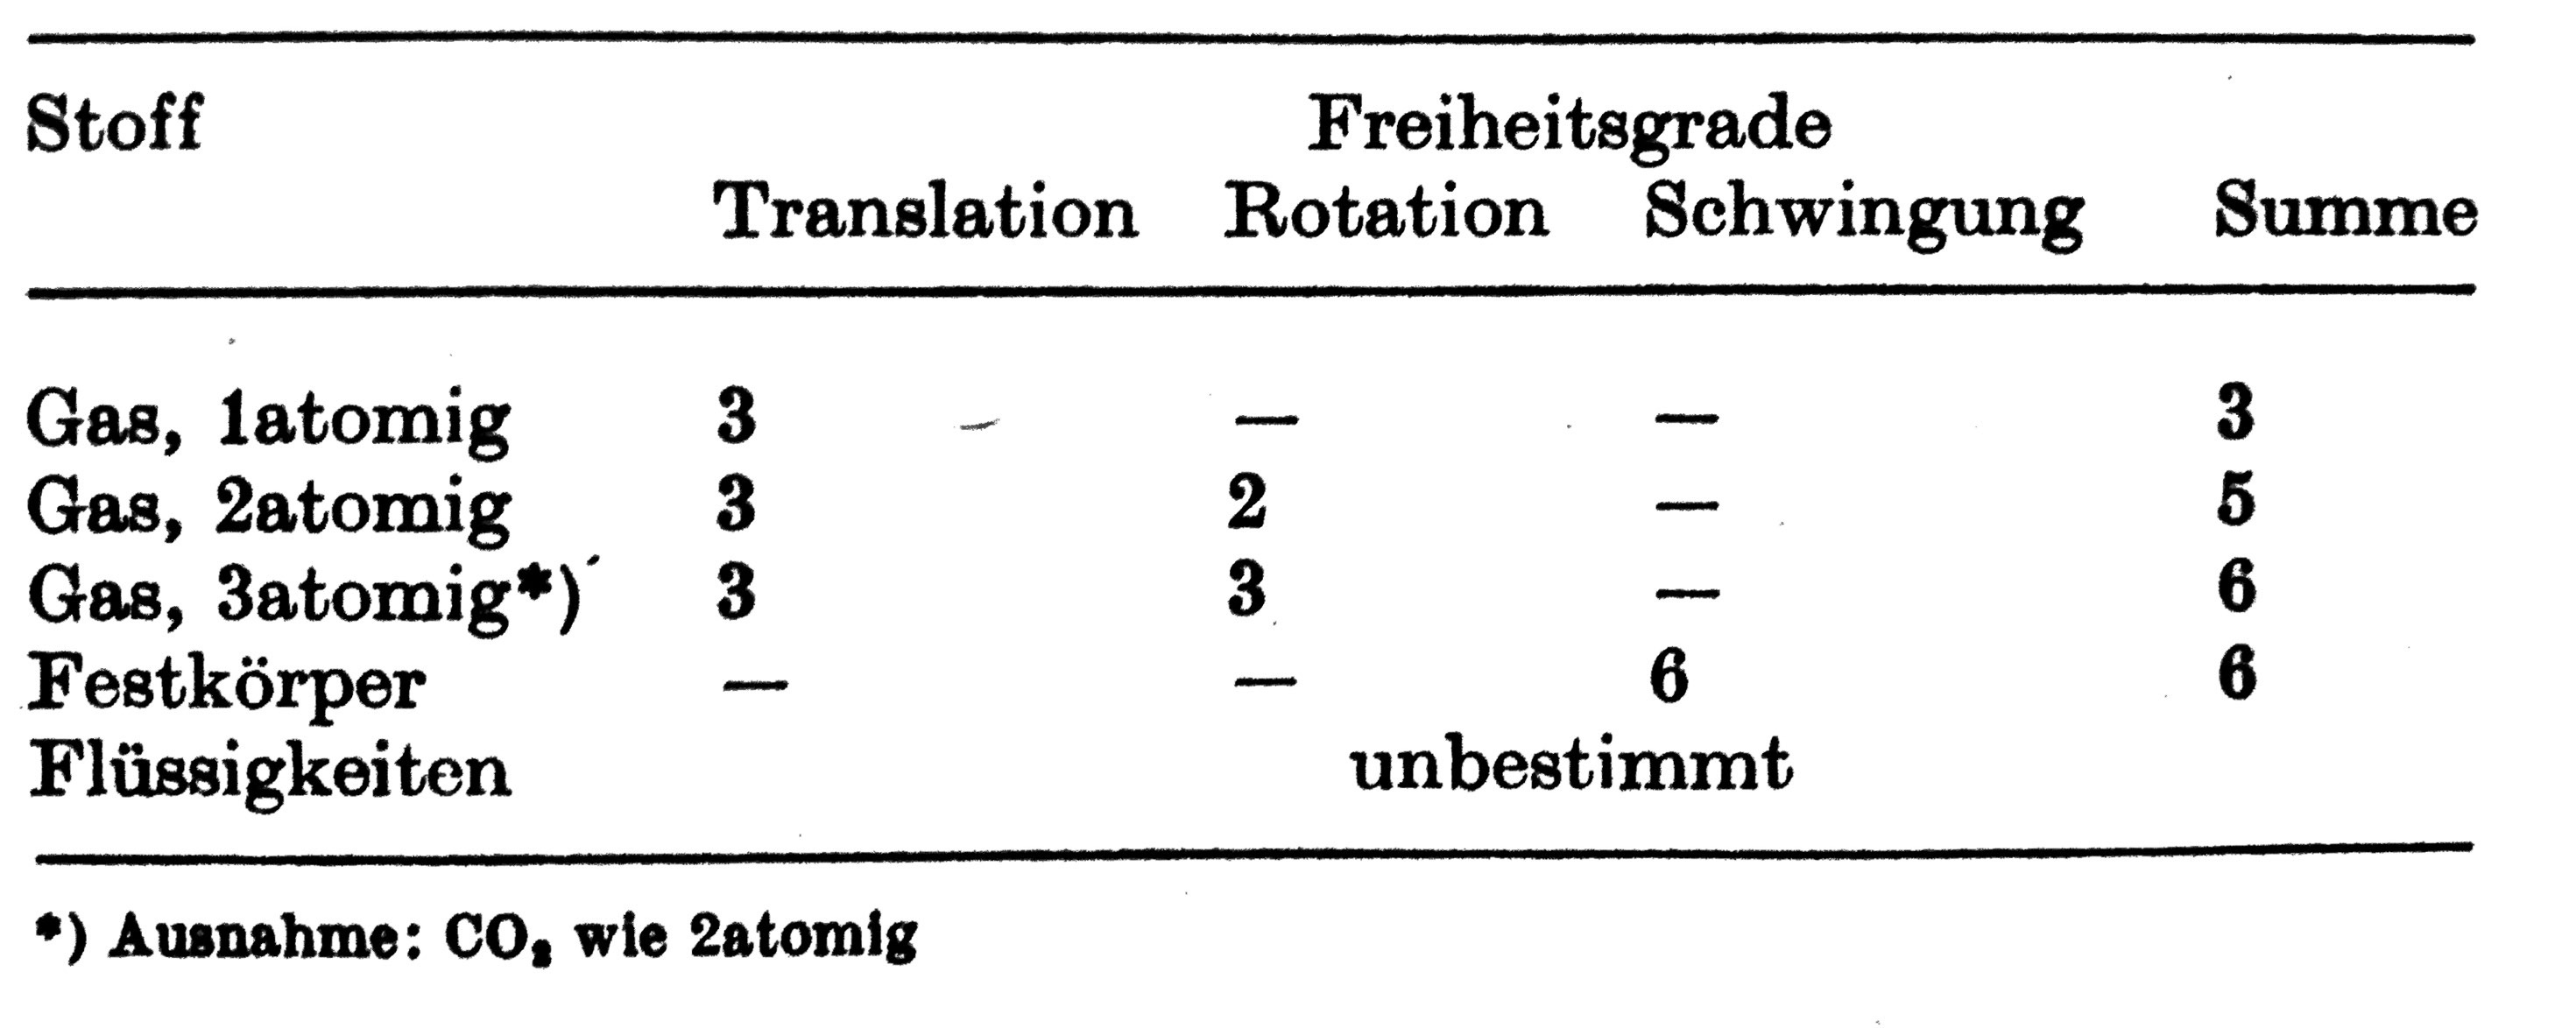 Stoff Freiheitsgrade
Translation Rotation Schwingung Summe
Gas, 1atomig 3 — — 3
Gas, 2atomig 3 2 — 5
Gas, 3atomig*) 3 3 — 6
Festkörper — — 6 6
Flüssigkeiten unbestimmt
*) Ausnahme: CO₂ wie 2atomig